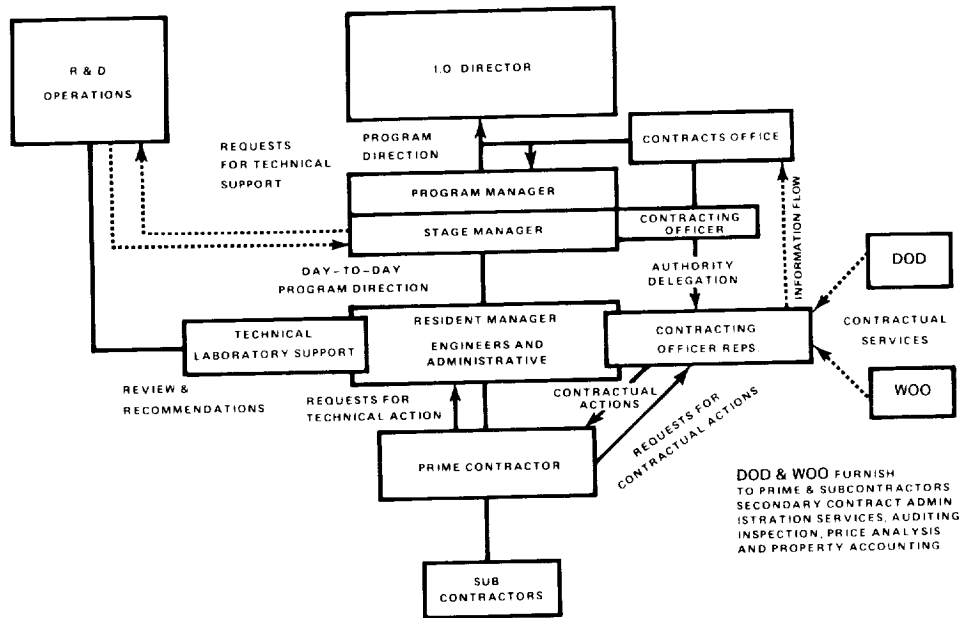 R & D
OPERATIONS
I.O DIRECTOR
REQUESTS
FOR TECHNICAL
SUPPORT
PROGRAM
DIRECTION
CONTRACTS OFFICE
PROGRAM MANAGER
STAGE MANAGER
CONTRACTING
OFFICER
INFORMATION FLOW
DAY-TO-DAY
PROGRAM DIRECTION
AUTHORITY
DELEGATION
DOD
TECHNICAL
LABORATORY SUPPORT
RESIDENT MANAGER
ENGINEERS AND
ADMINISTRATIVE
CONTRACTING
OFFICER REPS.
CONTRACTUAL
SERVICES
WOO
REVIEW &
RECOMMENDATIONS
REQUESTS FOR
TECHNICAL ACTION
CONTRACTUAL
ACTIONS
REQUESTS FOR
CONTRACTUAL ACTIONS
PRIME CONTRACTOR
DOD & WOO FURNISH
TO PRIME & SUBCONTRACTORS
SECONDARY CONTRACT ADMIN
ISTRATION SERVICES, AUDITING
INSPECTION, PRICE ANALYSIS
AND PROPERTY ACCOUNTING
SUB
CONTRACTORS